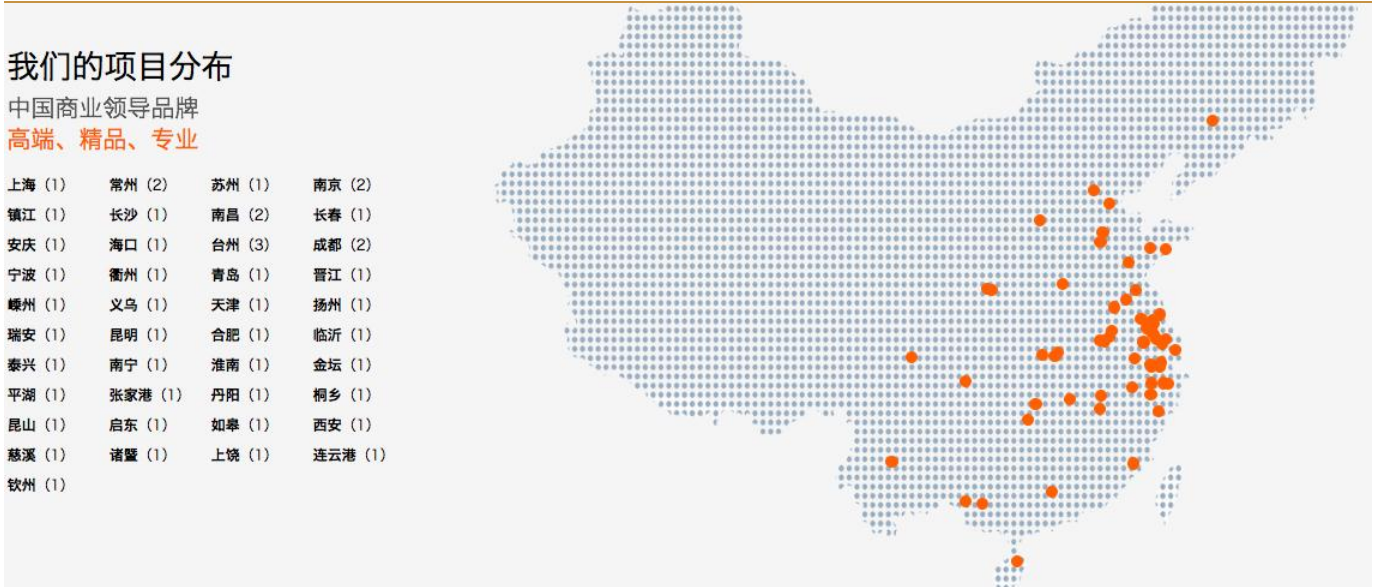 我们的项目分布
中国商业领导品牌
高端、精品、专业
上海（1） 常州（2） 苏州（1） 南京（2）
镇江（1） 长沙（1） 南昌（2） 长春（1）
安庆（1） 海口（1） 台州（3） 成都（2）
宁波（1） 衢州（1） 青岛（1） 晋江（1）
嵊州（1） 义乌（1） 天津（1） 扬州（1）
瑞安（1） 昆明（1） 合肥（1） 临沂（1）
泰兴（1） 南宁（1） 淮南（1） 金坛（1）
平湖（1） 张家港（1） 丹阳（1） 桐乡（1）
昆山（1） 启东（1） 如皋（1） 西安（1）
慈溪（1） 诸暨（1） 上饶（1） 连云港（1）
钦州（1）